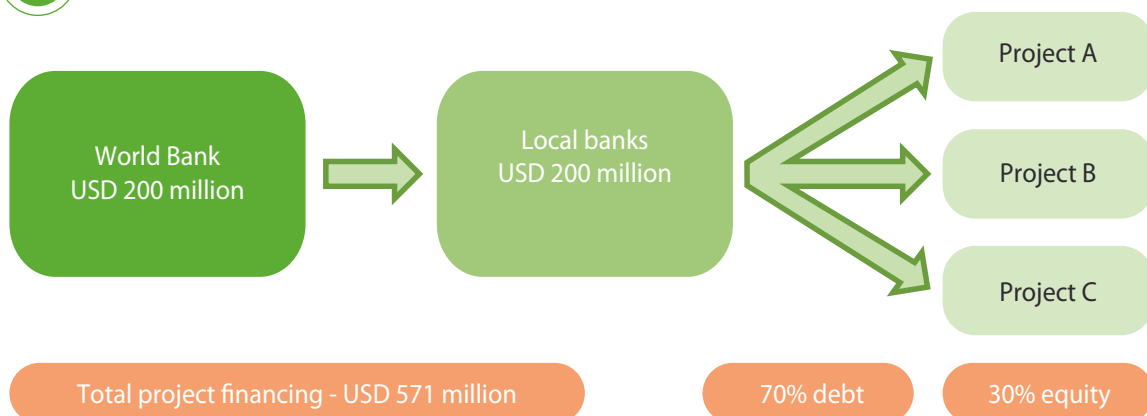 World Bank
USD 200 million
Local banks
USD 200 million
Project A
Project B
Project C
Total project financing - USD 571 million
70% debt
30% equity